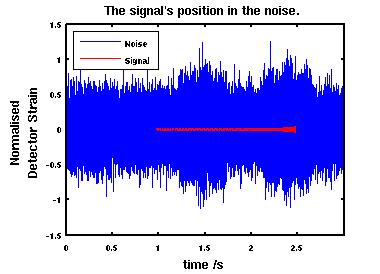 The signal's position in the noise.
1.5
Noise
Signal
1
0.5
0
-0.5
-1
-1.5
Normalised
Detector Strain
0 0.5 1 1.5 2 2.5
time /s